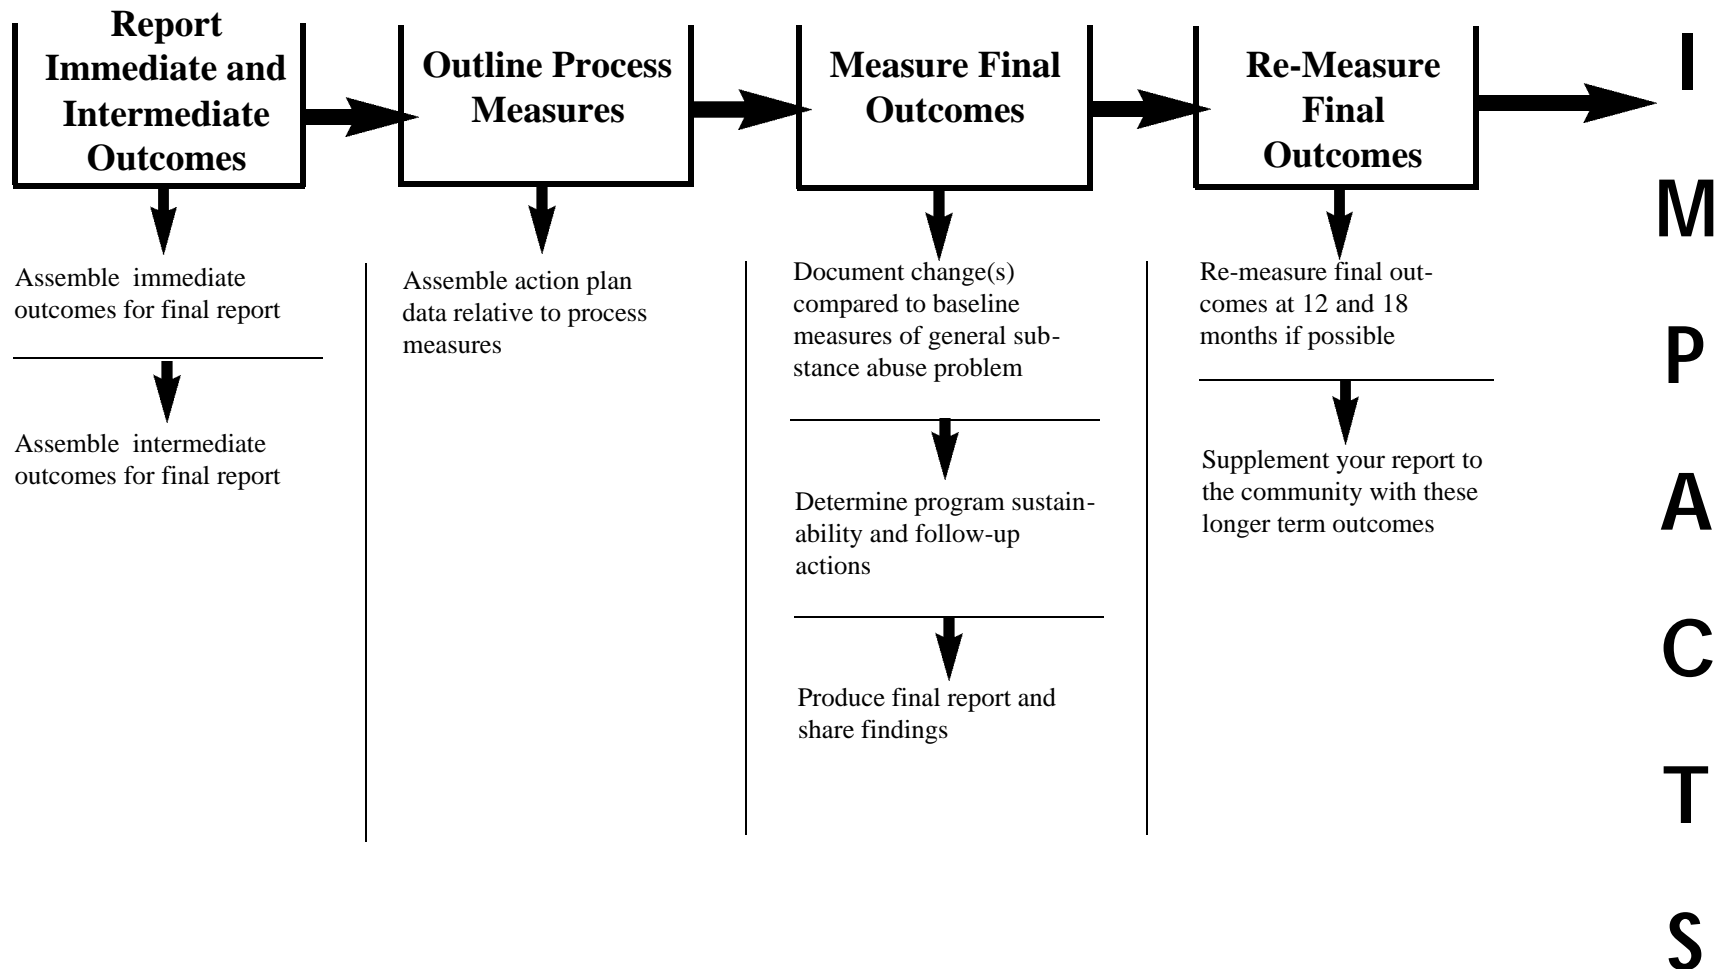 Report
Immediate and
Intermediate
Outcomes
Outline Process
Measures
Measure Final
Outcomes
Re-Measure
Final
Outcomes
Assemble immediate
outcomes for final report
Assemble intermediate
outcomes for final report
Assemble action plan
data relative to process
measures
Document change(s)
compared to baseline
measures of general sub-
stance abuse problem
Determine program sustain-
ability and follow-up
actions
Produce final report and
share findings
Re-measure final out-
comes at 12 and 18
months if possible
Supplement your report to
the community with these
longer term outcomes
I
M
P
A
C
T
S